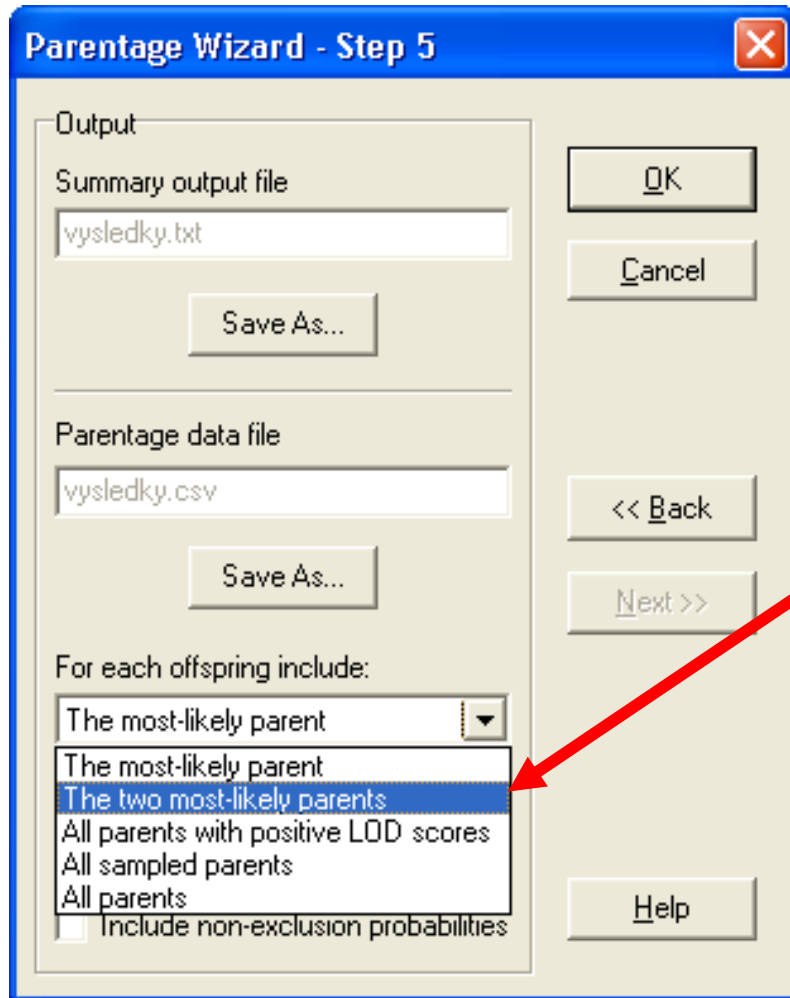 Parentage Wizard - Step 5
Output
Summary output file
vysledky.txt
Save As...
Parentage data file
vysledky.csv
Save As...
For each offspring include:
The most-likely parent
The most-likely parent
The two most-likely parents
All parents with positive LOD scores
All sampled parents
All parents
Include non-exclusion probabilities
OK
Cancel
<< Back
Next >>
Help